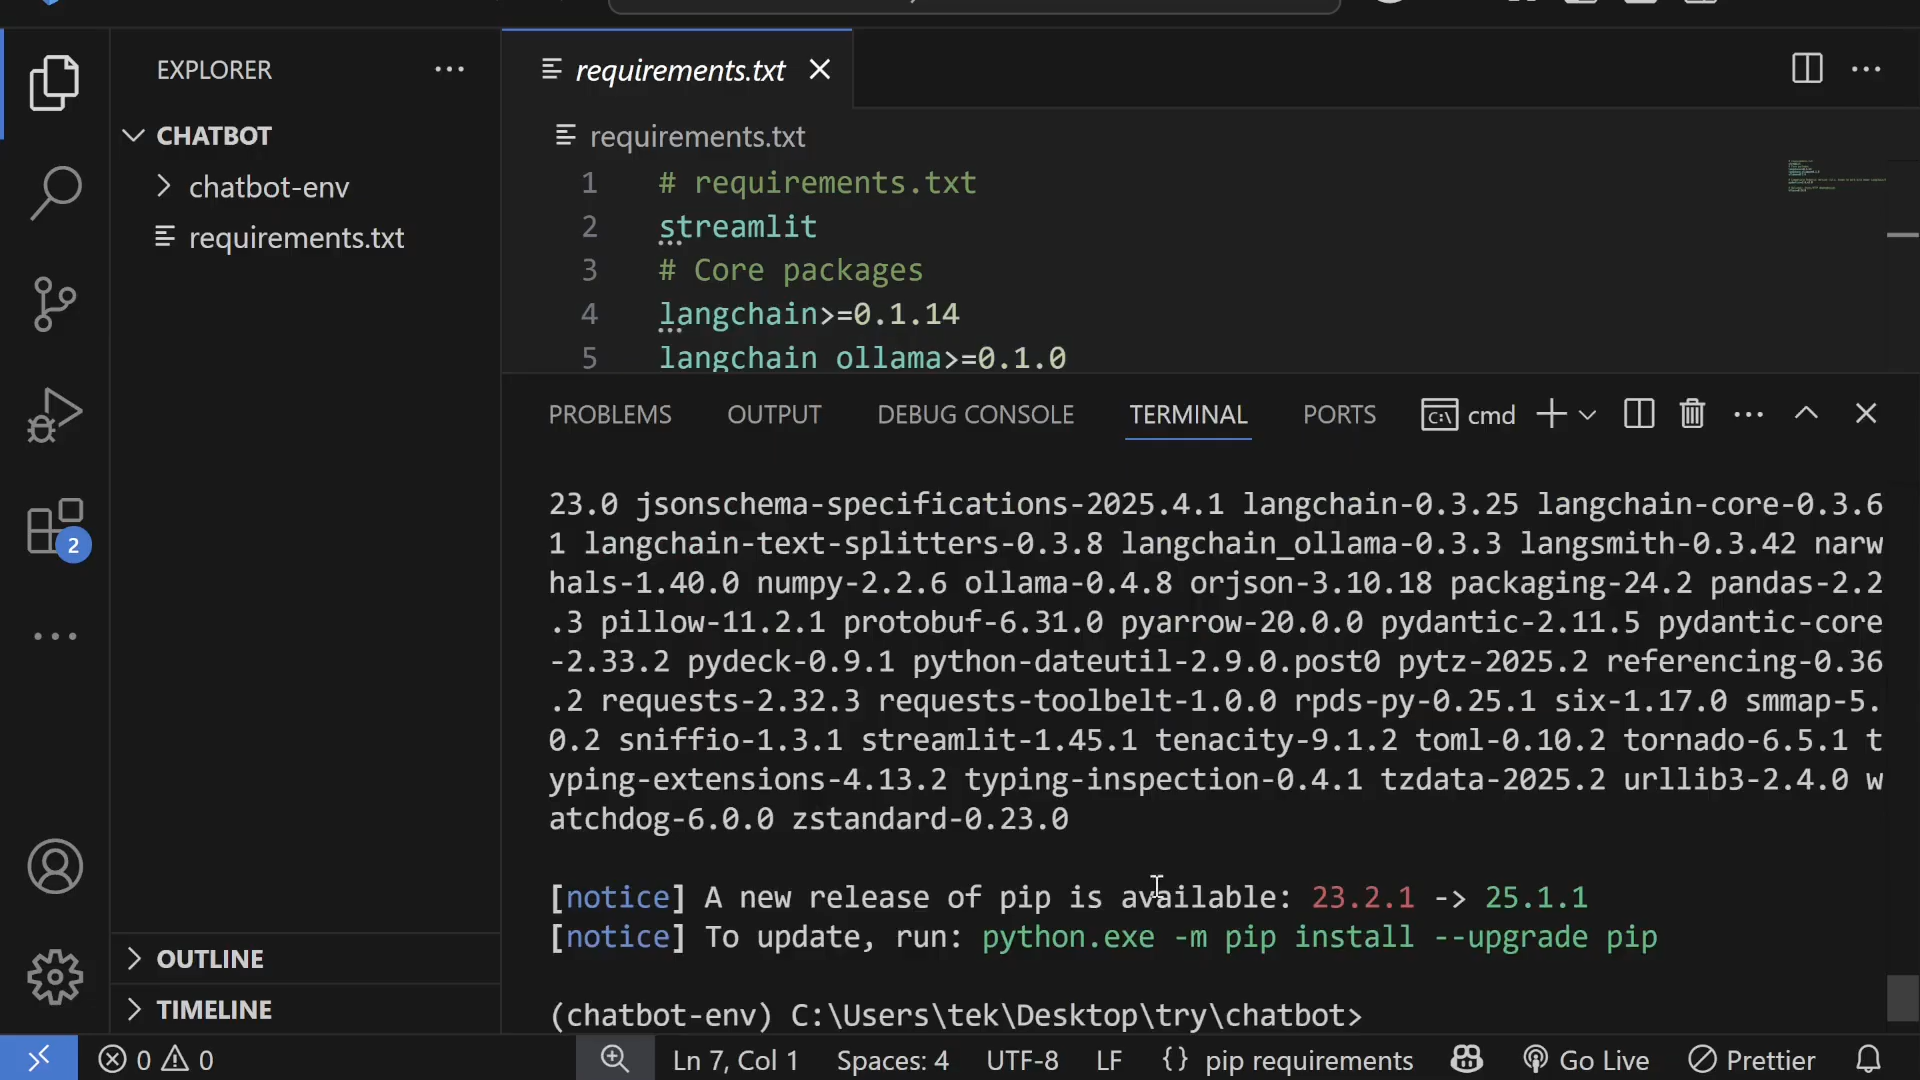 EXPLORER
CHATBOT
chatbot-env
requirements.txt
2
OUTLINE
TIMELINE
requirements.txt
requirements.txt
1 # requirements.txt
2 streamlit
3 # Core packages
4 langchain>=0.1.14
5 langchain_ollama>=0.1.0
PROBLEMS OUTPUT DEBUG CONSOLE TERMINAL PORTS cmd
23.0 jsonschema-specifications-2025.4.1 langchain-0.3.25 langchain-core-0.3.6
1 langchain-text-splitters-0.3.8 langchain_ollama-0.3.3 langsmith-0.3.42 narw
hals-1.40.0 numpy-2.2.6 ollama-0.4.8 orjson-3.10.18 packaging-24.2 pandas-2.2
.3 pillow-11.2.1 protobuf-6.31.0 pyarrow-20.0.0 pydantic-2.11.5 pydantic-core
-2.33.2 pydeck-0.9.1 python-dateutil-2.9.0.post0 pytz-2025.2 referencing-0.36
.2 requests-2.32.3 requests-toolbelt-1.0.0 rpds-py-0.25.1 six-1.17.0 smmap-5.
0.2 sniffio-1.3.1 streamlit-1.45.1 tenacity-9.1.2 toml-0.10.2 tornado-6.5.1 t
yping-extensions-4.13.2 typing-inspection-0.4.1 tzdata-2025.2 urllib3-2.4.0 w
atchdog-6.0.0 zstandard-0.23.0
[notice] A new release of pip is available: 23.2.1 -> 25.1.1
[notice] To update, run: python.exe -m pip install --upgrade pip
(chatbot-env) C:\Users\tek\Desktop\try\chatbot>
0 0 Ln 7, Col 1 Spaces: 4 UTF-8 LF {} pip requirements Go Live Prettier